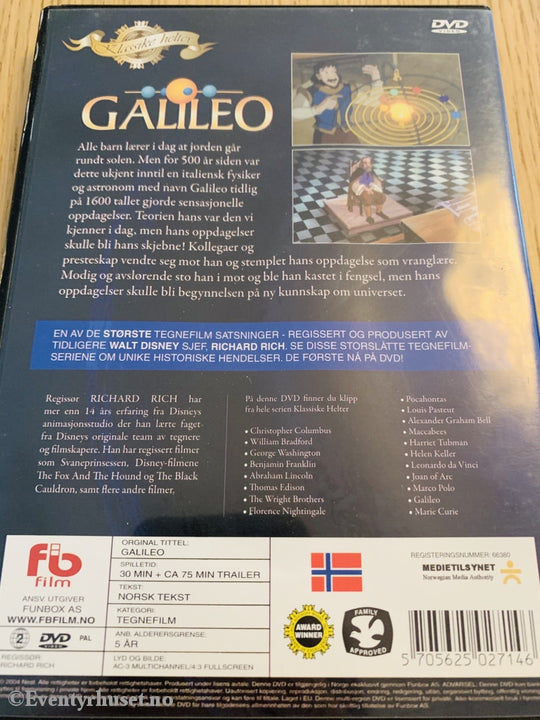 Klassiske helter
DVD
VIDEO
GALILEO
Alle barn lærer i dag at jorden går
rundt solen. Men for 500 år siden var
dette ukjent inntil en italiensk fysiker
og astronom med navn Galileo tidlig
på 1600 tallet gjorde sensasjonelle
oppdagelser. Teorien hans var den vi
kjenner i dag, men hans oppdagelser
skulle bli hans skjebne! Kollegaer og
presteskap vendte seg mot han og stemplet hans oppdagelse som vranglære.
Modig og avslørende sto han i mot og ble han kastet i fengsel, men hans
oppdagelser skulle bli begynnelsen på ny kunnskap om universet.
EN AV DE STØRSTE TEGNEFILM SATSNINGER - REGISSERT OG PRODUSERT AV
TIDLIGERE WALT DISNEY SJEF, RICHARD RICH. SE DISSE STORSLÅTTE TEGNEFILM-
SERIENE OM UNIKE HISTORISKE HENDELSER. DE FØRSTE NÅ PÅ DVD!
Regissør RICHARD RICH har
mer enn 14 års erfaring fra Disneys
animasjonsstudio der han lærte faget-
fra Disneys originale team av tegnere
og filmskapere. Han har regissert filmer
som Svaneprinsessen, Disney-filmene
The Fox And The Hound og The Black
Cauldron, samt flere andre filmer.
På denne DVD finner du klipp
fra hele serien Klassiske Helter
• Christopher Columbus
• William Bradford
• George Washington
• Benjamin Franklin
• Abraham Lincoln
• Thomas Edison
• The Wright Brothers
• Florence Nightingale
• Pocahontas
• Louis Pasteur
• Alexander Graham Bell
• Maccabees
• Harriet Tubman
• Helen Keller
• Leonardo da Vinci
• Joan of Arc
• Marco Polo
• Galileo
• Marie Curie
fb
film
ANSV. UTGIVER
FUNBOX AS
WWW.FBFILM.NO
2 DVD VIDEO PAL
REGISSØR:
RICHARD RICH
ORGINAL TITTEL:
GALILEO
SPILLETID:
30 MIN + CA 75 MIN TRAILER
TEKST:
NORSK TEKST
KATEGORI:
TEGNEFILM
ANB. ALDERERSGRENSE:
5 ÅR
LYD OG BILDE:
AC-3 MULTICHANNEL/4:3 FULLSCREEN
AWARD
WINNER
FAMILY
APPROVED
REGISTERINGSNUMMER: 66380
MEDIETILSYNET
Norwegian Media Authority
5 705625 027146
©Eventyrhuset.no